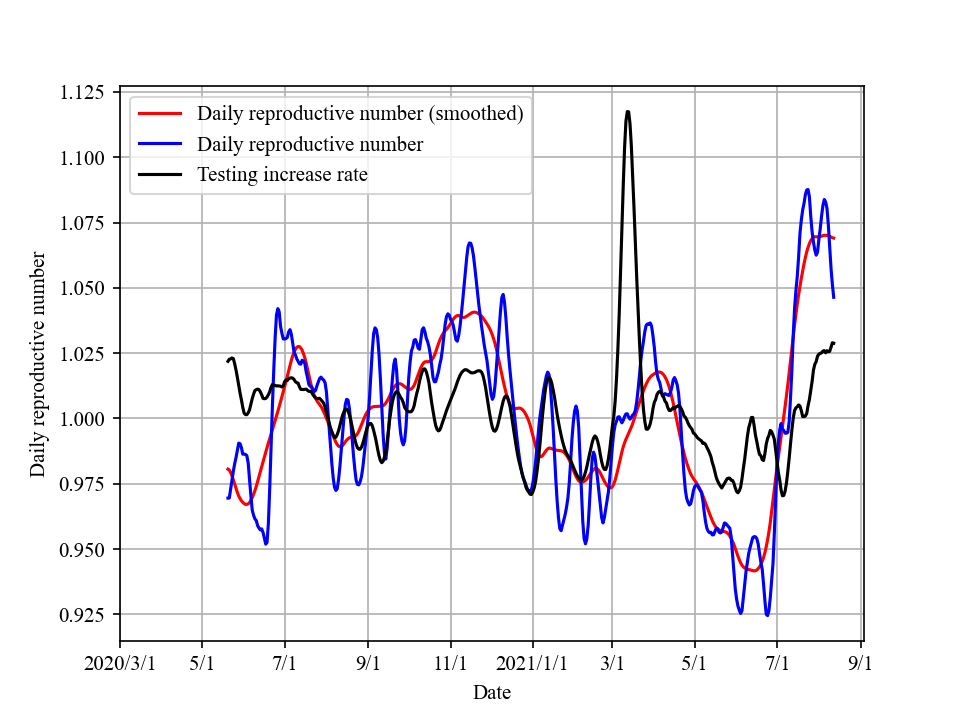 1.125
1.100
1.075
1.050
1.025
1.000
0.975
0.950
0.925
Daily reproductive number
Daily reproductive number (smoothed)
Daily reproductive number
Testing increase rate
2020/3/1 5/1 7/1 9/1 11/1 2021/1/1 3/1 5/1 7/1 9/1
Date